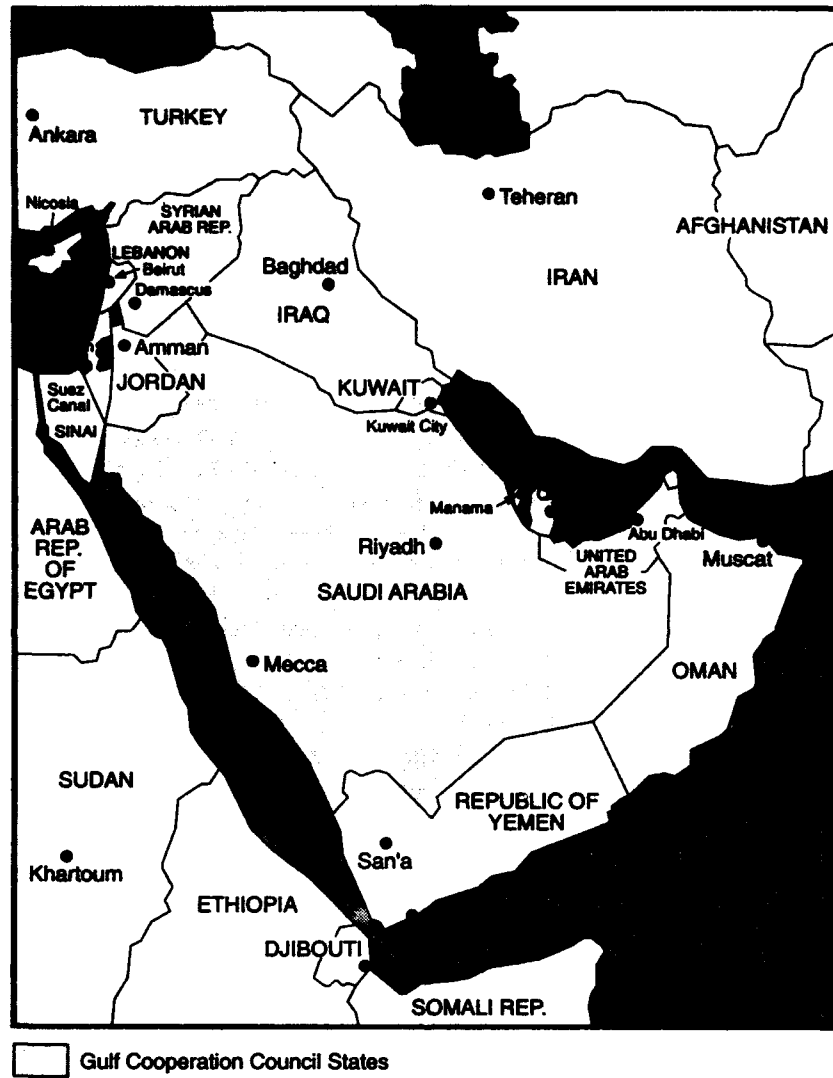 TURKEY
Ankara
Teheran
Nicosia
SYRIAN
ARAB REP.
AFGHANISTAN
LEBANON
Beirut
Baghdad
IRAN
Damascus
IRAQ
Amman
JORDAN
KUWAIT
Suez
Canal
Kuwait City
SINAI
Manama
ARAB
REP.
OF
EGYPT
Abu Dhabi
Riyadh
UNITED
ARAB
EMIRATES
Muscat
SAUDI ARABIA
Mecca
OMAN
SUDAN
REPUBLIC OF
YEMEN
San'a
Khartoum
ETHIOPIA
DJIBOUTI
SOMALI REP.
Gulf Cooperation Council States